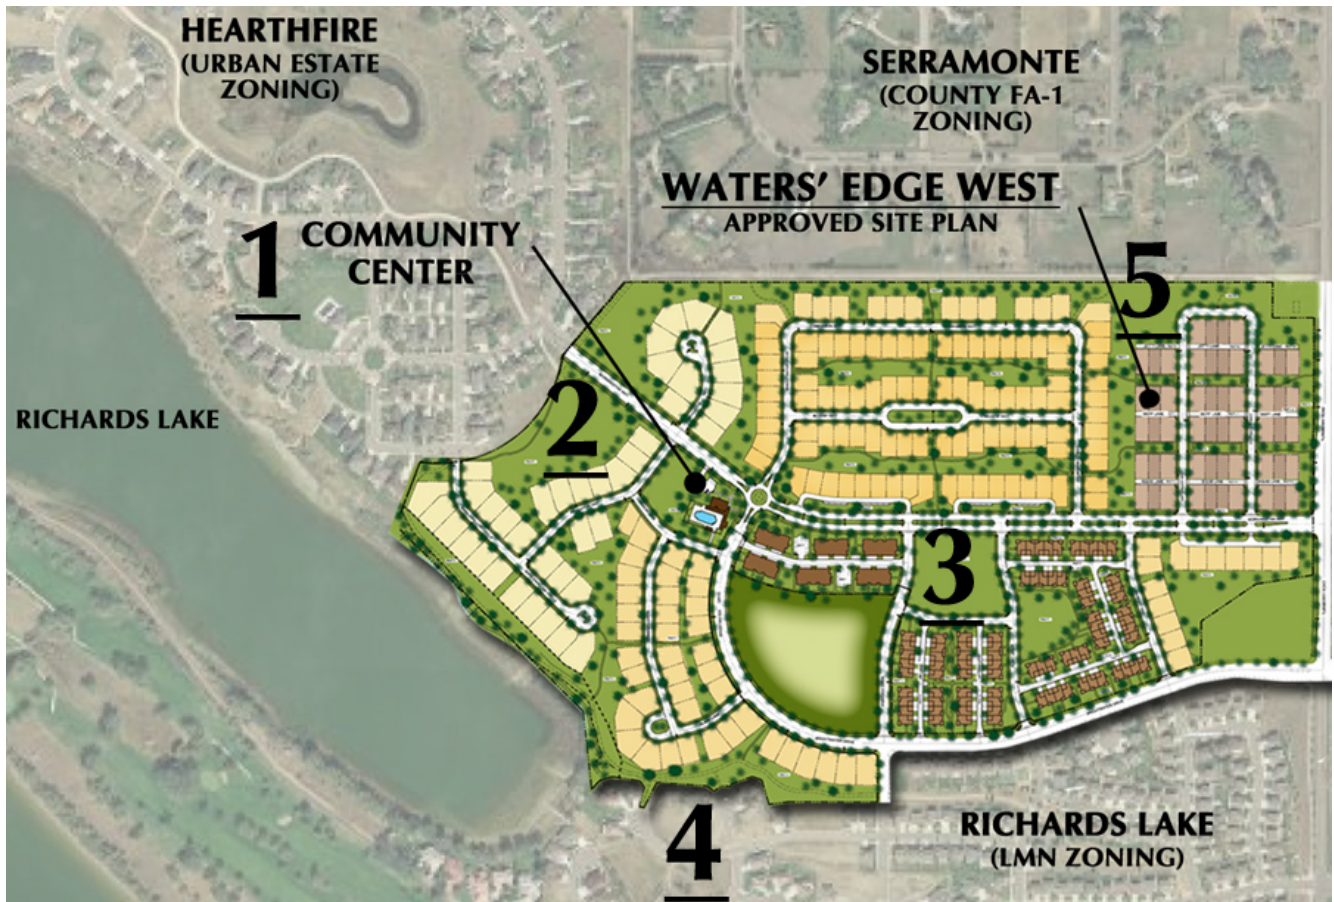 HEARTHFIRE
(URBAN ESTATE
ZONING)
SERRAMONTE
(COUNTY FA-1
ZONING)
WATERS' EDGE WEST
APPROVED SITE PLAN
1
COMMUNITY
CENTER
5
RICHARDS LAKE
2
3
4
RICHARDS LAKE
(LMN ZONING)